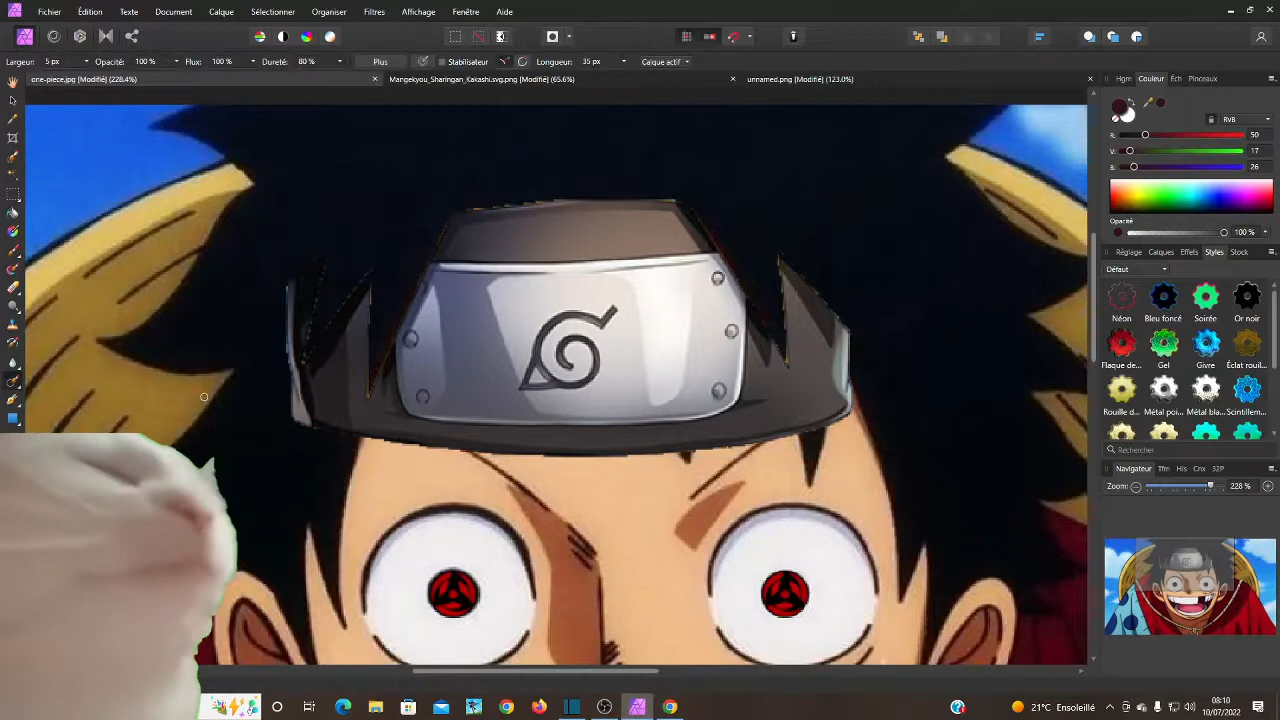 Fichier Édition Texte Document Calque Sélectionner Organiser Filtres Affichage Fenêtre Aide
Largeur: 5 px Opacité: 100 % Flux: 100 % Dureté: 80 % Plus Stabilisateur Longueur: 35 px Calque actif
one-piece.jpg [Modifié] (228.4%) Mangekyou_Sharingan_Kakashi.svg.png [Modifié] (65.6%) unnamed.png [Modifié] (123.0%)
Hgm Couleur Éch Pinceaux
RVB
R: 50
V: 17
B: 26
Opacité
100 %
Réglage Calques Effets Styles Stock
Défaut
Néon Bleu foncé Soirée Or noir
Flaque de... Gel Givre Éclat rouil...
Rouille d... Métal poi... Métal bla... Scintillem...
Rechercher
Navigateur Tfm His Cnx 32P
Zoom: 228 %
21°C Ensoleillé
08:10
10/07/2022